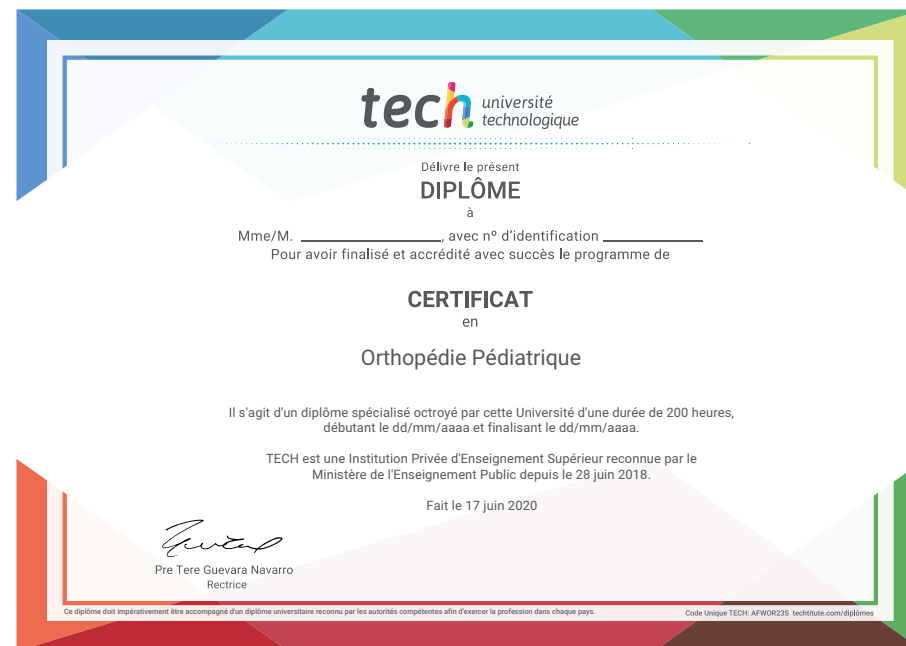 tech université
technologique
Délivre le présent
DIPLÔME
à
Mme/M. ____________________, avec nº d'identification ______________
Pour avoir finalisé et accrédité avec succès le programme de
CERTIFICAT
en
Orthopédie Pédiatrique
Il s'agit d'un diplôme spécialisé octroyé par cette Université d'une durée de 200 heures,
débutant le dd/mm/aaaa et finalisant le dd/mm/aaaa.
TECH est une Institution Privée d'Enseignement Supérieur reconnue par le
Ministère de l'Enseignement Public depuis le 28 juin 2018.
Fait le 17 juin 2020
Pre Tere Guevara Navarro
Rectrice
Ce diplôme doit impérativement être accompagné d'un diplôme universitaire reconnu par les autorités compétentes afin d'exercer la profession dans chaque pays.
Code Unique TECH: AFWOR23S techtitute.com/diplômes